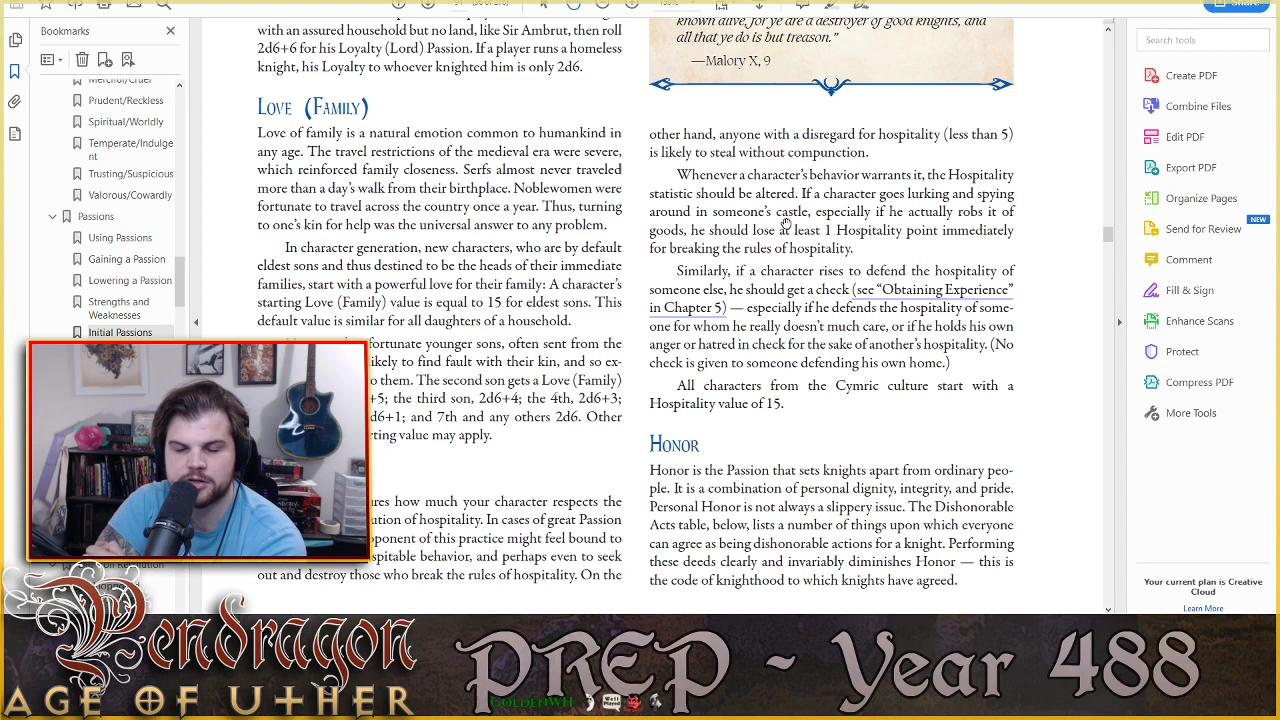 Share
Bookmarks
Merciful/Cruel
Prudent/Reckless
Spiritual/Worldly
Temperate/Indulge
nt
Trusting/Suspicious
Valorous/Cowardly
Passions
Using Passions
Gaining a Passion
Lowering a Passion
Strengths and
Weaknesses
Initial Passions
with an assured household but no land, like Sir Ambrut, then roll
2d6+6 for his Loyalty (Lord) Passion. If a player runs a homeless
knight, his Loyalty to whoever knighted him is only 2d6.
Love (Family)
Love of family is a natural emotion common to humankind in
any age. The travel restrictions of the medieval era were severe,
which reinforced family closeness. Serfs almost never traveled
more than a day's walk from their birthplace. Noblewomen were
fortunate to travel across the country once a year. Thus, turning
to one's kin for help was the universal answer to any problem.
In character generation, new characters, who are by default
eldest sons and thus destined to be the heads of their immediate
families, start with a powerful love for their family: A character's
starting Love (Family) value is equal to 15 for eldest sons. This
default value is similar for all daughters of a household.
fortunate younger sons, often sent from the
likely to find fault with their kin, and so ex-
to them. The second son gets a Love (Family)
+5; the third son, 2d6+4; the 4th, 2d6+3;
d6+1; and 7th and any others 2d6. Other
rting value may apply.
res how much your character respects the
ution of hospitality. In cases of great Passion
oponent of this practice might feel bound to
spitable behavior, and perhaps even to seek
out and destroy those who break the rules of hospitality. On the
known alive, for ye are a destroyer of good knights, and
all that ye do is but treason."
—Malory X, 9
other hand, anyone with a disregard for hospitality (less than 5)
is likely to steal without compunction.
Whenever a character's behavior warrants it, the Hospitality
statistic should be altered. If a character goes lurking and spying
around in someone's castle, especially if he actually robs it of
goods, he should lose at least 1 Hospitality point immediately
for breaking the rules of hospitality.
Similarly, if a character rises to defend the hospitality of
someone else, he should get a check (see "Obtaining Experience"
in Chapter 5) — especially if he defends the hospitality of some-
one for whom he really doesn't much care, or if he holds his own
anger or hatred in check for the sake of another's hospitality. (No
check is given to someone defending his own home.)
All characters from the Cymric culture start with a
Hospitality value of 15.
Honor
Honor is the Passion that sets knights apart from ordinary peo-
ple. It is a combination of personal dignity, integrity, and pride.
Personal Honor is not always a slippery issue. The Dishonorable
Acts table, below, lists a number of things upon which everyone
can agree as being dishonorable actions for a knight. Performing
these deeds clearly and invariably diminishes Honor — this is
the code of knighthood to which knights have agreed.
Search tools
Create PDF
Combine Files
Edit PDF
Export PDF
Organize Pages
NEW
Send for Review
Comment
Fill & Sign
Enhance Scans
Protect
Compress PDF
More Tools
Your current plan is Creative
Cloud
Learn More
Pendragon
AGE OF UTHER
PREP - Year 488
GoldenWH